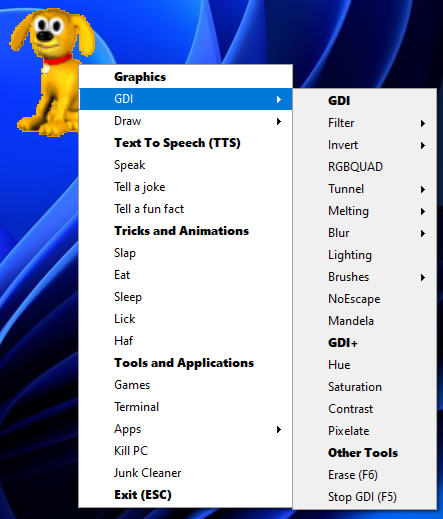 Graphics
GDI
Draw
Text To Speech (TTS)
Speak
Tell a joke
Tell a fun fact
Tricks and Animations
Slap
Eat
Sleep
Lick
Haf
Tools and Applications
Games
Terminal
Apps
Kill PC
Junk Cleaner
Exit (ESC)
GDI
Filter
Invert
RGBQUAD
Tunnel
Melting
Blur
Lighting
Brushes
NoEscape
Mandela
GDI+
Hue
Saturation
Contrast
Pixelate
Other Tools
Erase (F6)
Stop GDI (F5)